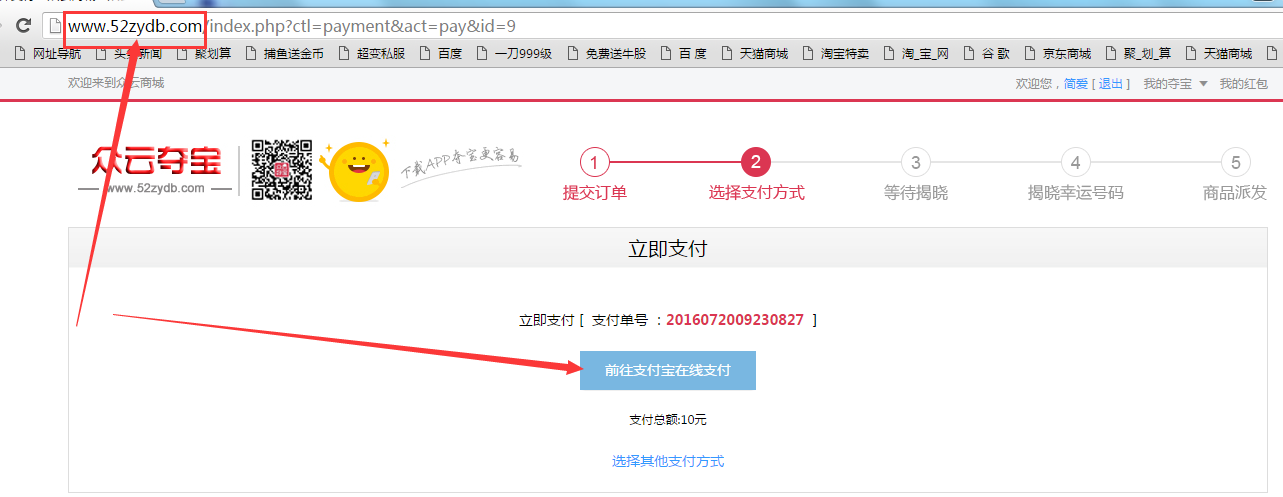 www.52zydb.com/index.php?ctl=payment&act=pay&id=9
网址导航 头条新闻 聚划算 捕鱼送金币 超变私服 百度 一刀999级 免费送牛股 百 度 天猫商城 淘宝特卖 淘_宝_网 谷 歌 京东商城 聚_划_算 天猫商城
欢迎来到众云商城 欢迎您，简爱 [ 退出 ] 我的夺宝 我的红包
众云夺宝
www.52zydb.com
下载APP夺宝更容易
1 2 3 4 5
提交订单 选择支付方式 等待揭晓 揭晓幸运号码 商品派发
立即支付
立即支付 [ 支付单号 ：2016072009230827 ]
前往支付宝在线支付
支付总额:10元
选择其他支付方式